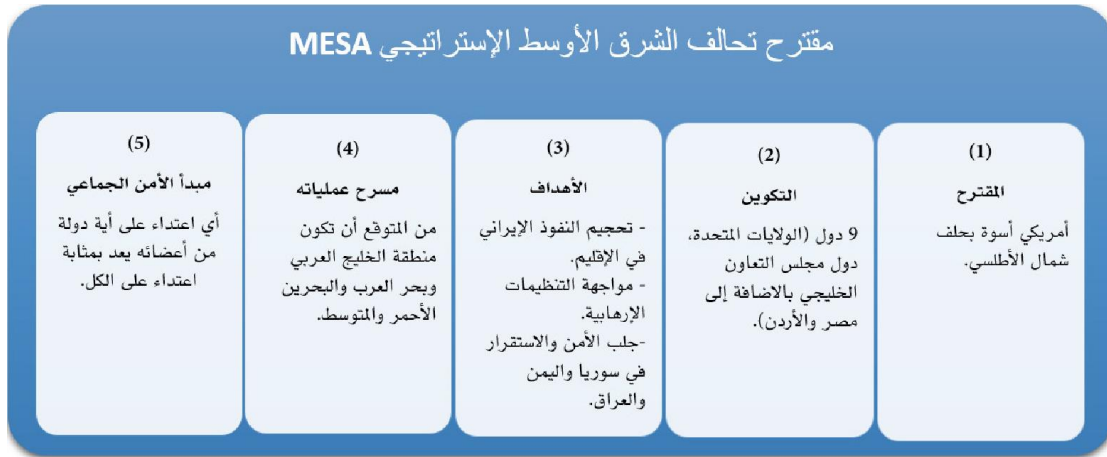 مقترح تحالف الشرق الأوسط الإستراتيجي MESA
(1)
المقترح
أمريكي أسوة بحلف
شمال الأطلسي.
(2)
التكوين
9 دول (الولايات المتحدة،
دول مجلس التعاون
الخليجي بالاضافة إلى
مصر والأردن).
(3)
الأهداف
- تحجيم النفوذ الإيراني
في الإقليم.
- مواجهة التنظيمات
الإرهابية.
-جلب الأمن والاستقرار
في سوريا واليمن
والعراق.
(4)
مسرح عملياته
من المتوقع أن تكون
منطقة الخليج العربي
وبحر العرب والبحرين
الأحمر والمتوسط.
(5)
مبدأ الأمن الجماعي
أي اعتداء على أية دولة
من أعضائه يعد بمثابة
اعتداء على الكل.